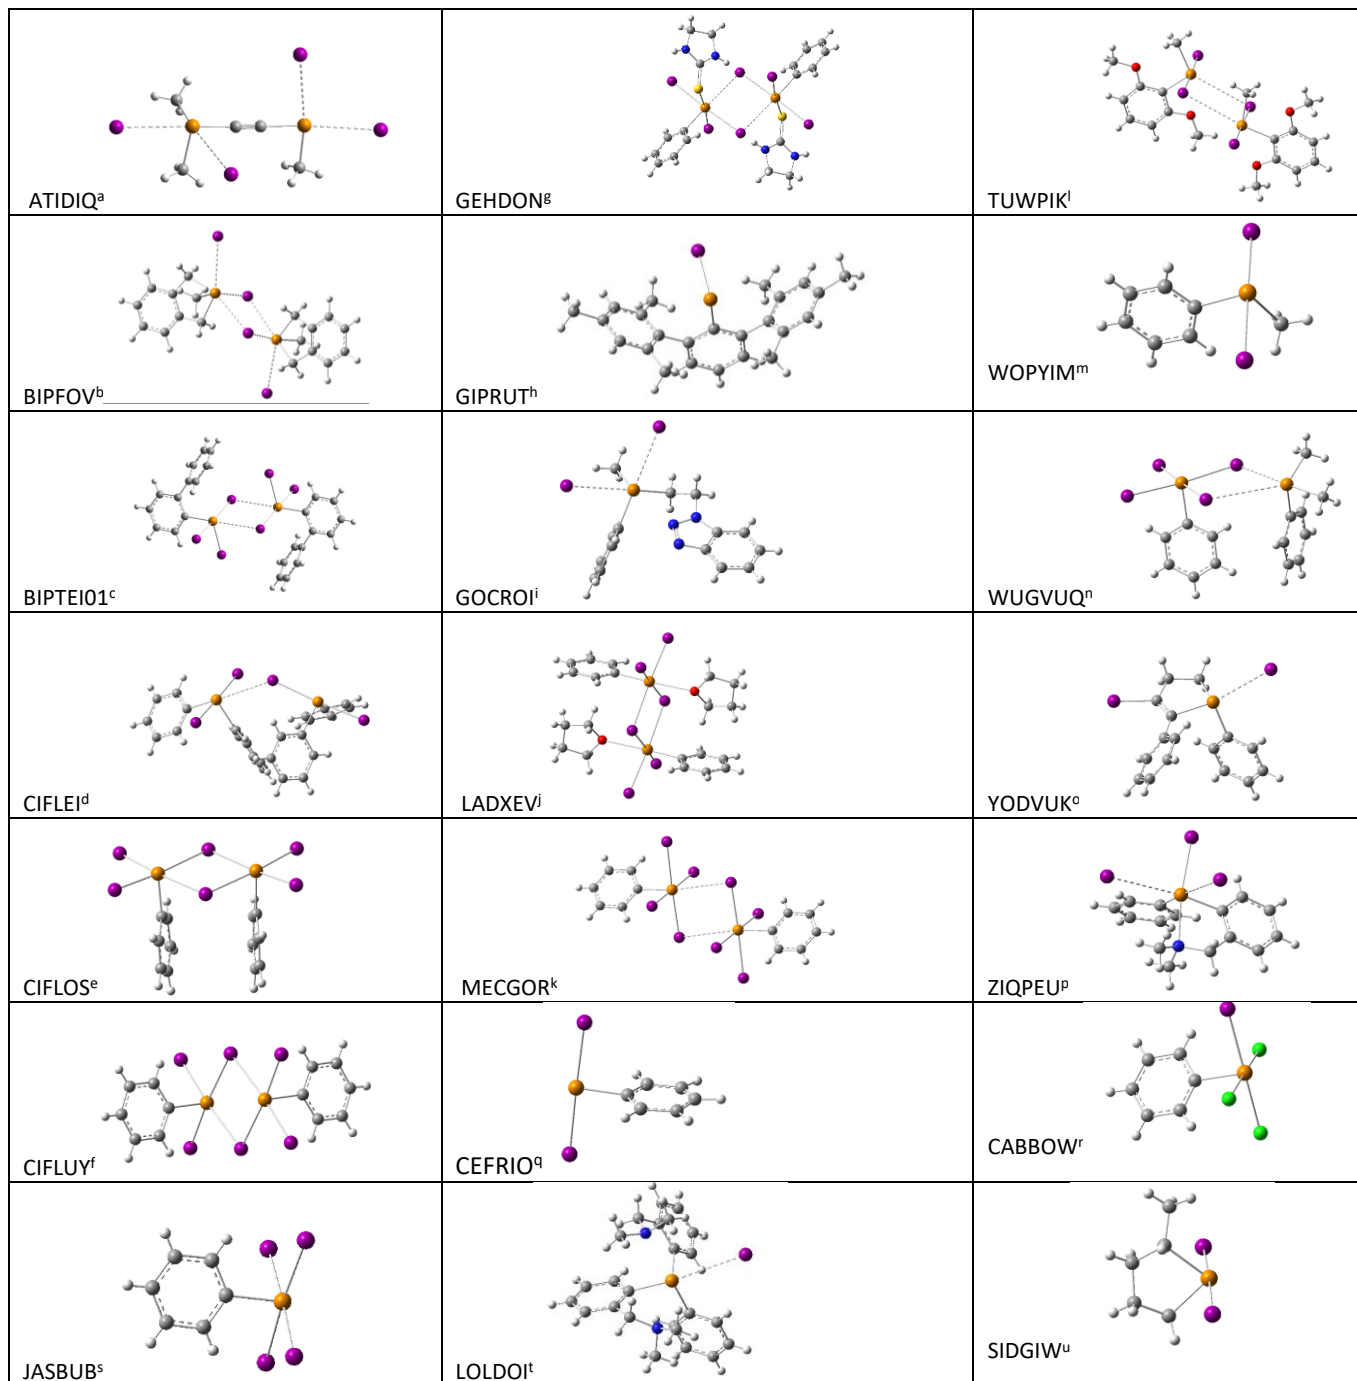 ATIDIQᵃ
GEHDONᵍ
TUWPIKˡ
BIPFOVᵇ
GIPRUTʰ
WOPYIMᵐ
BIPTEI01ᶜ
GOCROIⁱ
WUGVUQⁿ
CIFLEIᵈ
LADXEVʲ
YODVUKᵒ
CIFLOSᵉ
MECGORᵏ
ZIQPEUᵖ
CIFLUYᶠ
CEFRIO𐞥
CABBOWʳ
JASBUBˢ
LOLDOIᵗ
SIDGIWᵘ